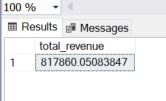 100 %
Results Messages
total_revenue
1 817860.05083847